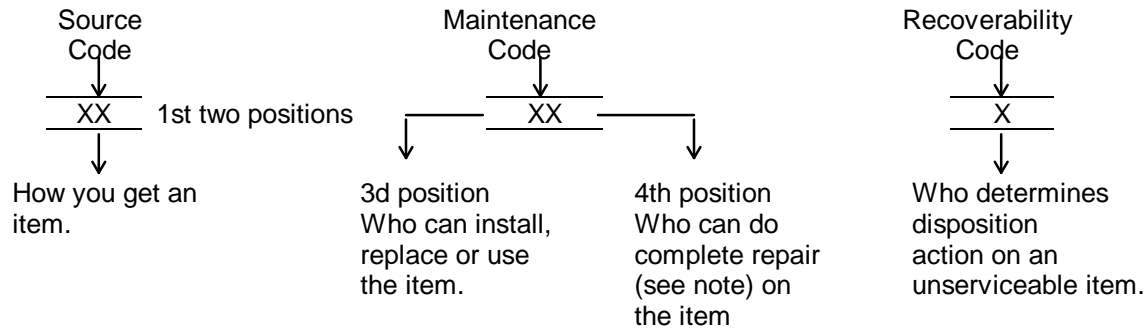 Source
Code
XX 1st two positions
How you get an
item.
Maintenance
Code
XX
3d position
Who can install,
replace or use
the item.
4th position
Who can do
complete repair
(see note) on
the item
Recoverability
Code
X
Who determines
disposition
action on an
unserviceable item.